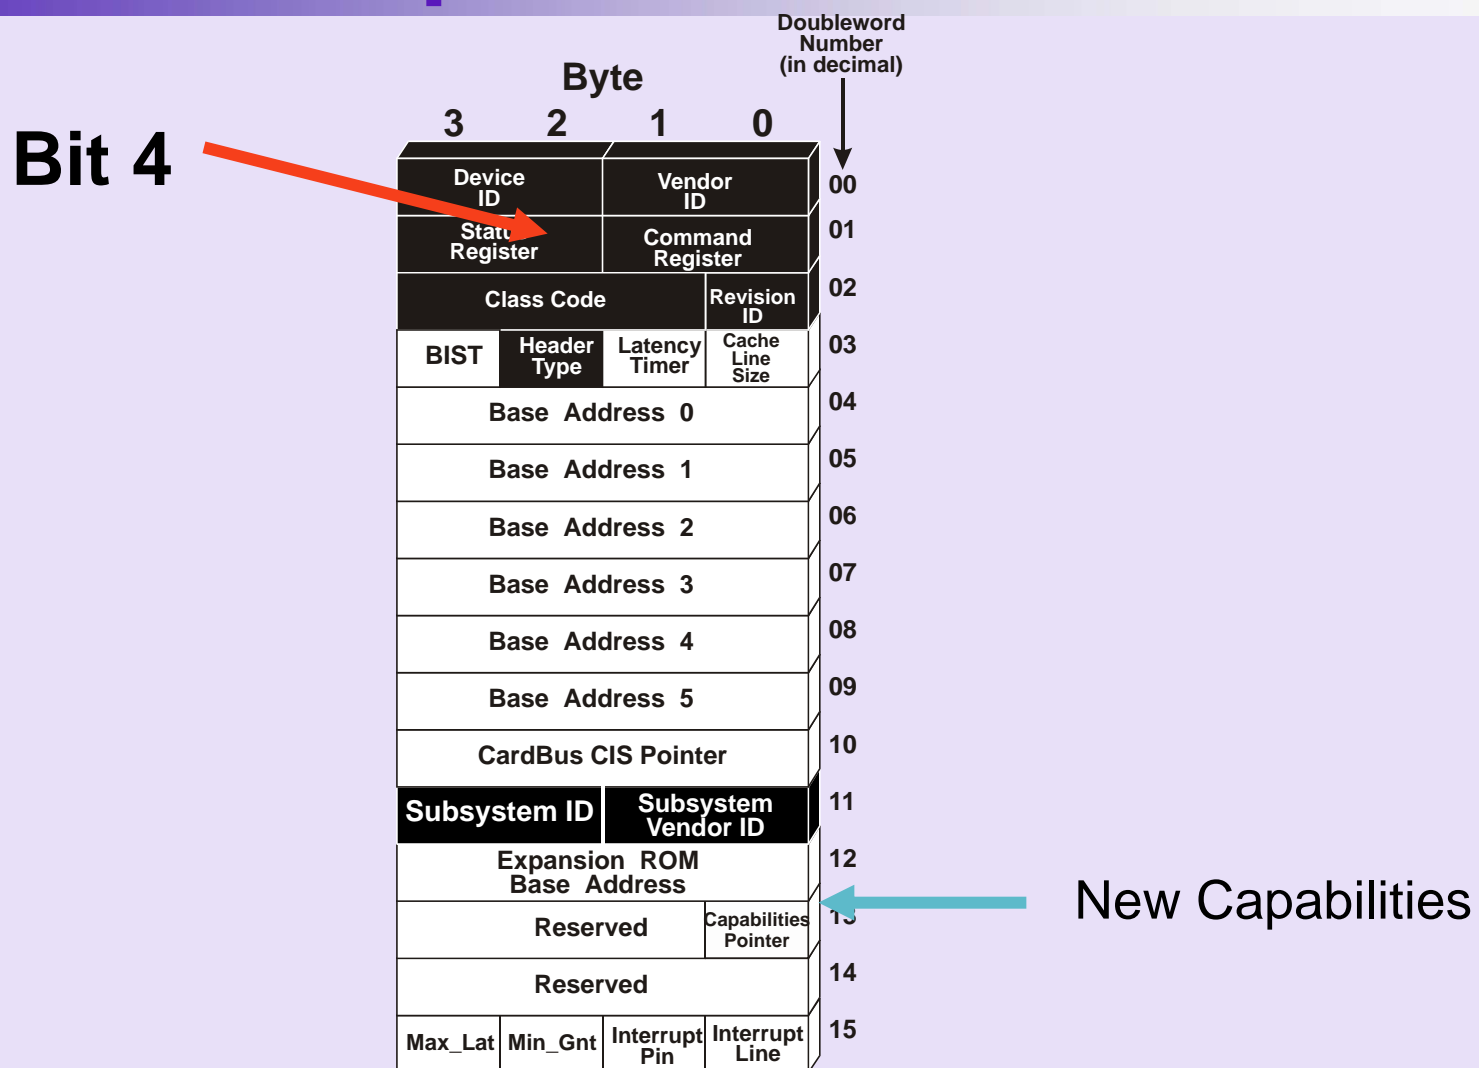 Doubleword
Number
(in decimal)
Byte
3 2 1 0
Bit 4
Device
ID
Vendor
ID
00
Register
Command
Register
01
Class Code
Revision
ID
02
BIST
Header
Type
Latency
Timer
Cache
Line
Size
03
Base Address 0
04
Base Address 1
05
Base Address 2
06
Base Address 3
07
Base Address 4
08
Base Address 5
09
CardBus CIS Pointer
10
Subsystem ID
Subsystem
Vendor ID
11
Expansion ROM
Base Address
12
New Capabilities
Reserved
Capabilities
Pointer
13
Reserved
14
Max_Lat
Min_Gnt
Interrupt
Pin
Interrupt
Line
15